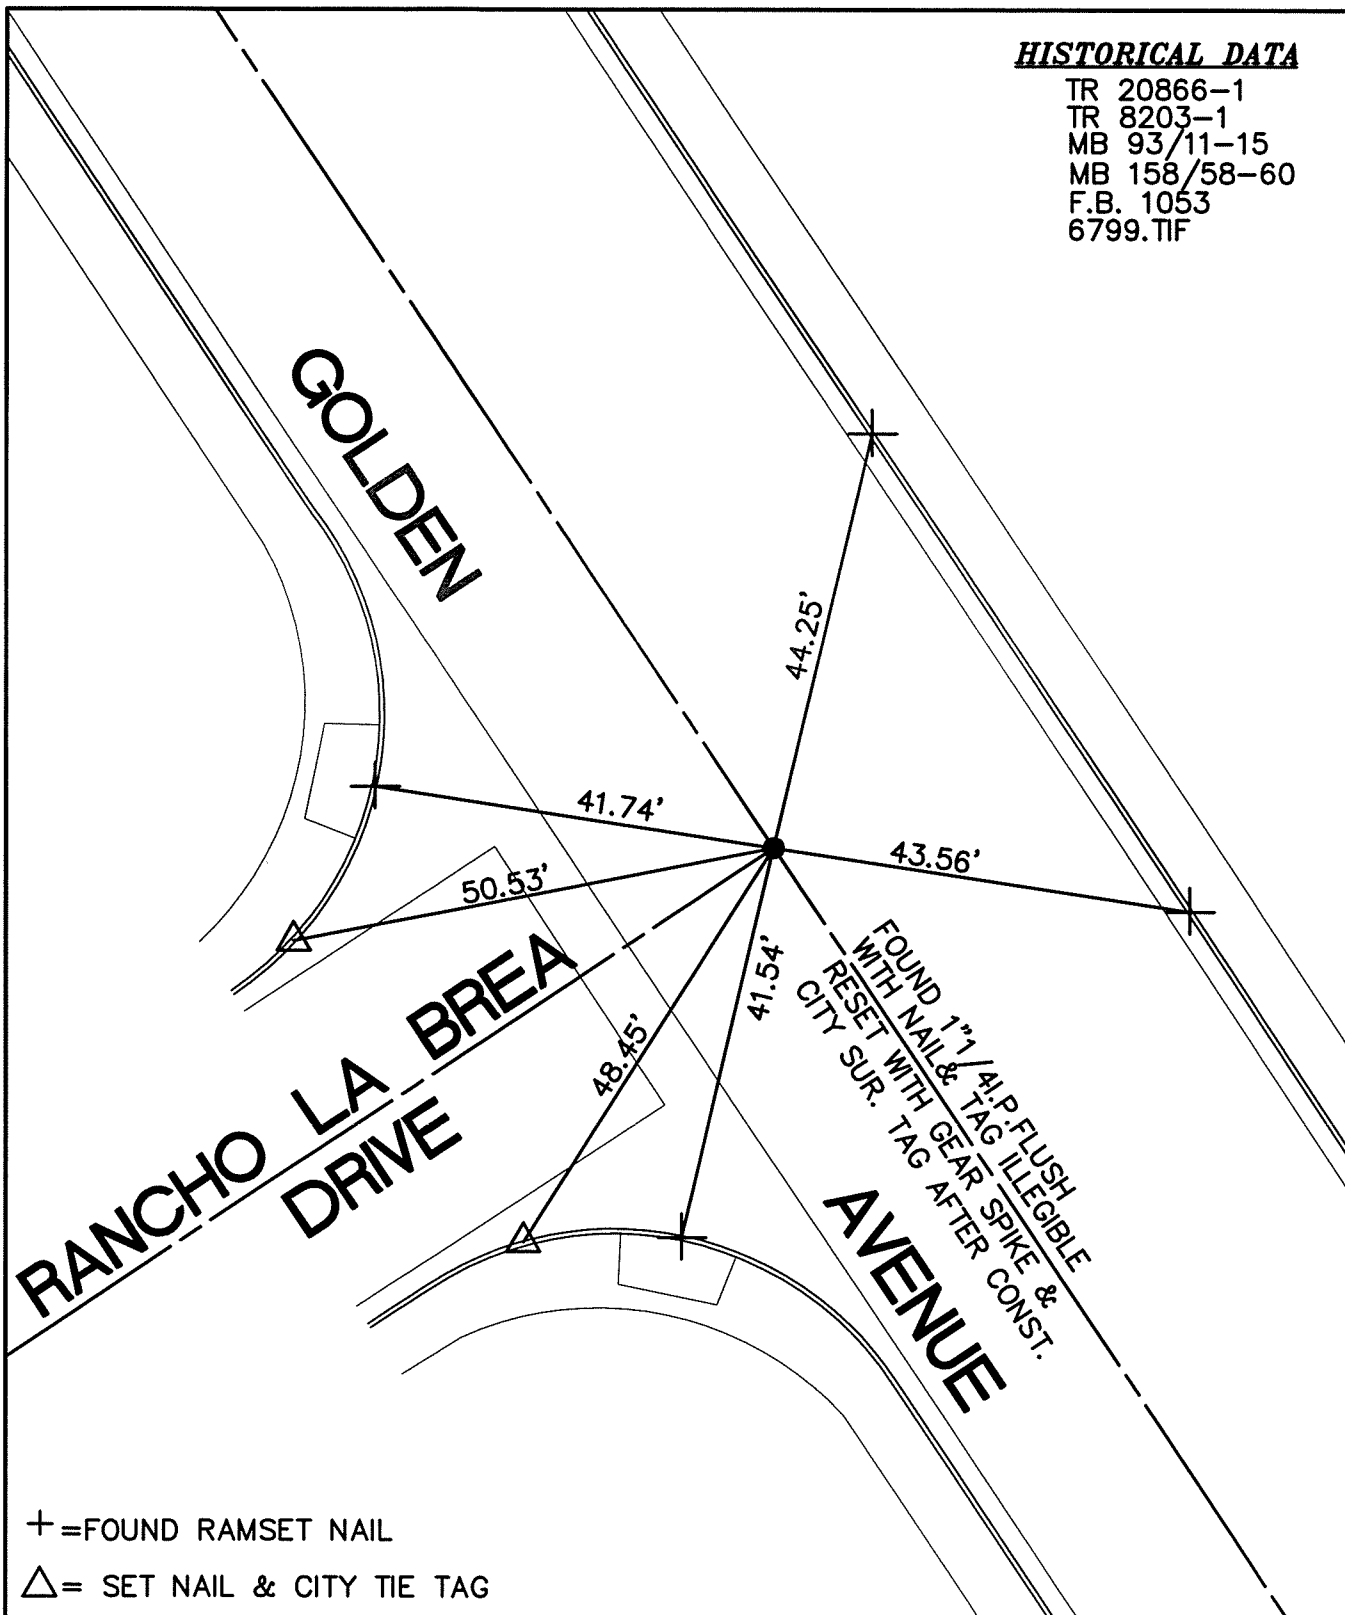 HISTORICAL DATA
TR 20866-1
TR 8203-1
MB 93/11-15
MB 158/58-60
F.B. 1053
6799.TIF
GOLDEN
44.25'
41.74'
43.56'
50.53'
41.54'
48.45'
RANCHO LA BREA
DRIVE
FOUND 1"1/4I.P.FLUSH
WITH NAIL& TAG ILLEGIBLE
RESET WITH GEAR SPIKE &
CITY SUR. TAG AFTER CONST.
AVENUE
+=FOUND RAMSET NAIL
△= SET NAIL & CITY TIE TAG